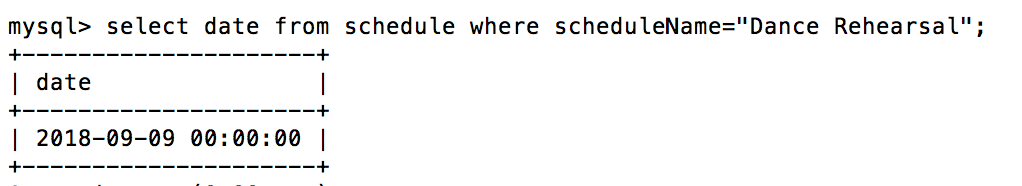 mysql> select date from schedule where scheduleName="Dance Rehearsal";
+---------------------+
| date                |
+---------------------+
| 2018-09-09 00:00:00 |
+---------------------+